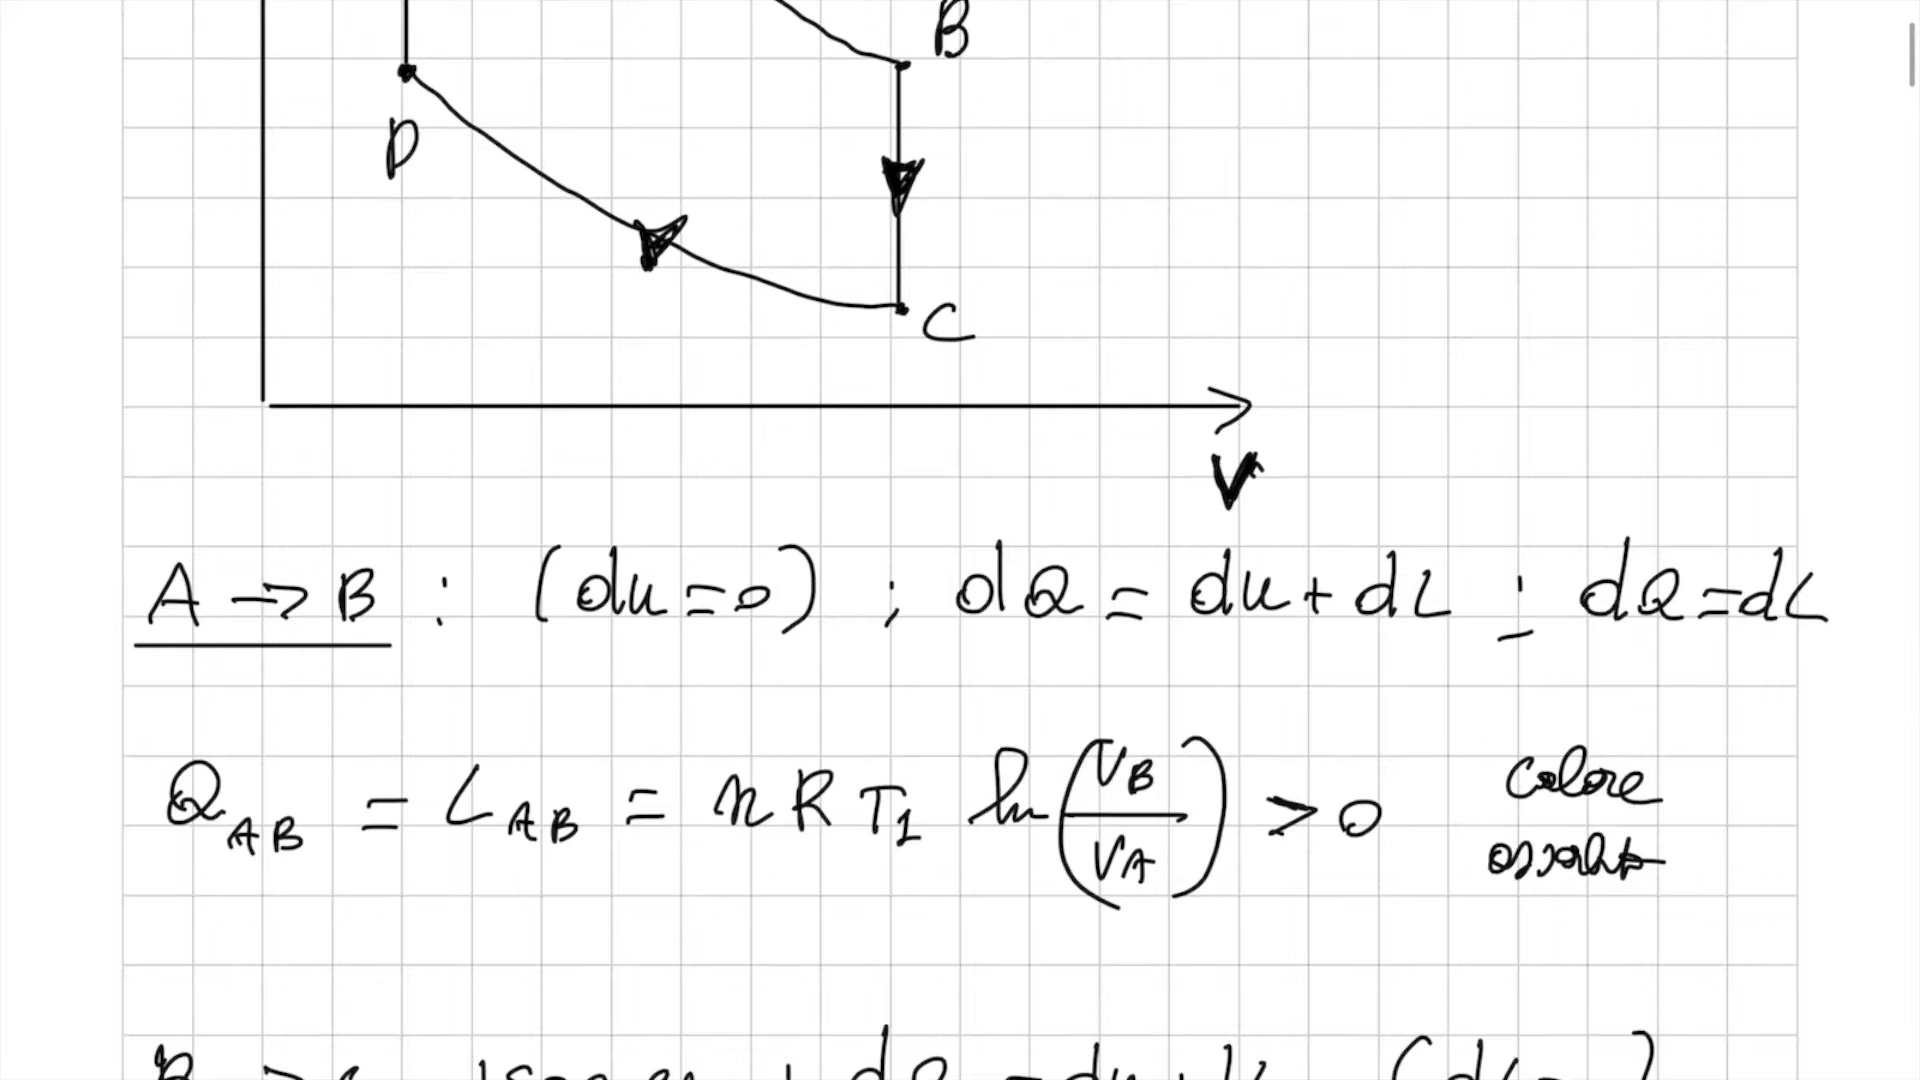 B
D
C
V
A → B : (du=0) ; dQ = du + dL ; dQ = dL
Q_AB = L_AB = nRT_1 ln(V_B/V_A) > 0 calore
assorbito